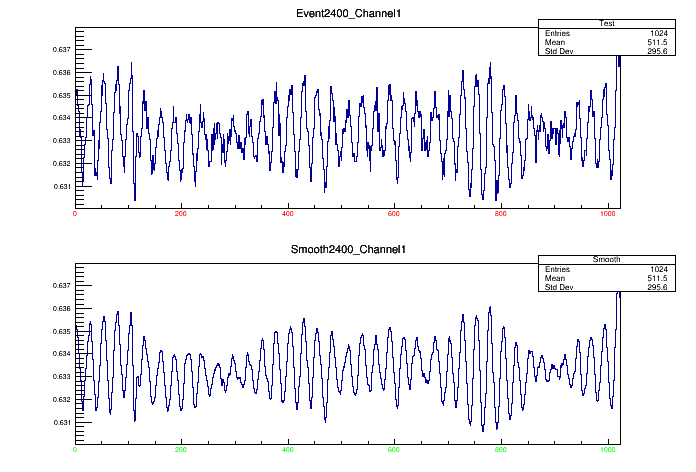 Event2400_Channel1
Test
Entries 1024
Mean 511.5
Std Dev 295.6
0.637
0.636
0.635
0.634
0.633
0.632
0.631
0 200 400 600 800 1000
Smooth2400_Channel1
Smooth
Entries 1024
Mean 511.5
Std Dev 295.6
0.637
0.636
0.635
0.634
0.633
0.632
0.631
0 200 400 600 800 1000